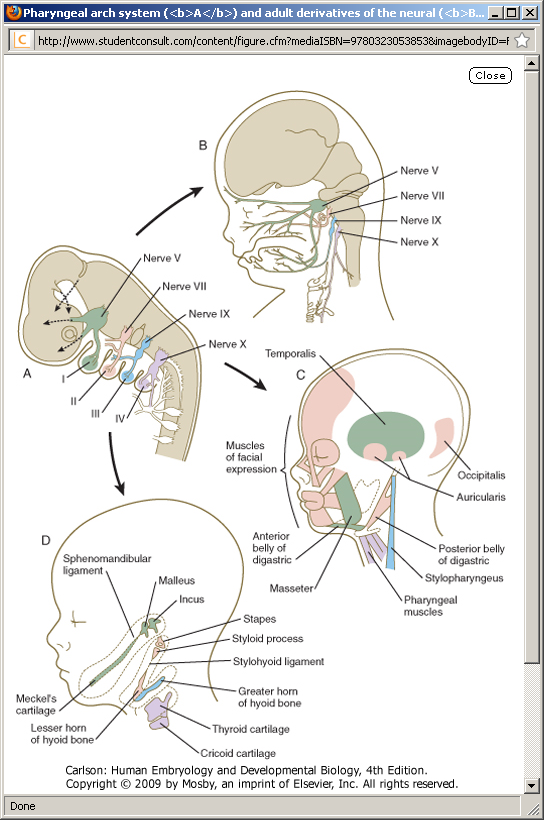 Pharyngeal arch system (<b>A</b>) and adult derivatives of the neural (<b>B...
http://www.studentconsult.com/content/figure.cfm?mediaISBN=9780323053853&imagebodyID=F
Close
B
Nerve V
Nerve VII
Nerve IX
Nerve X
Nerve V
Nerve VII
Nerve IX
Nerve X
A
I
II
III
IV
Temporalis
C
Muscles
of facial
expression
Occipitalis
Auricularis
Anterior
belly of
digastric
Masseter
Posterior belly
of digastric
Stylopharyngeus
Pharyngeal
muscles
D
Sphenomandibular
ligament
Malleus
Incus
Stapes
Styloid process
Stylohyoid ligament
Greater horn
of hyoid bone
Meckel's
cartilage
Lesser horn
of hyoid bone
Thyroid cartilage
Cricoid cartilage
Carlson: Human Embryology and Developmental Biology, 4th Edition.
Copyright © 2009 by Mosby, an imprint of Elsevier, Inc. All rights reserved.
Done